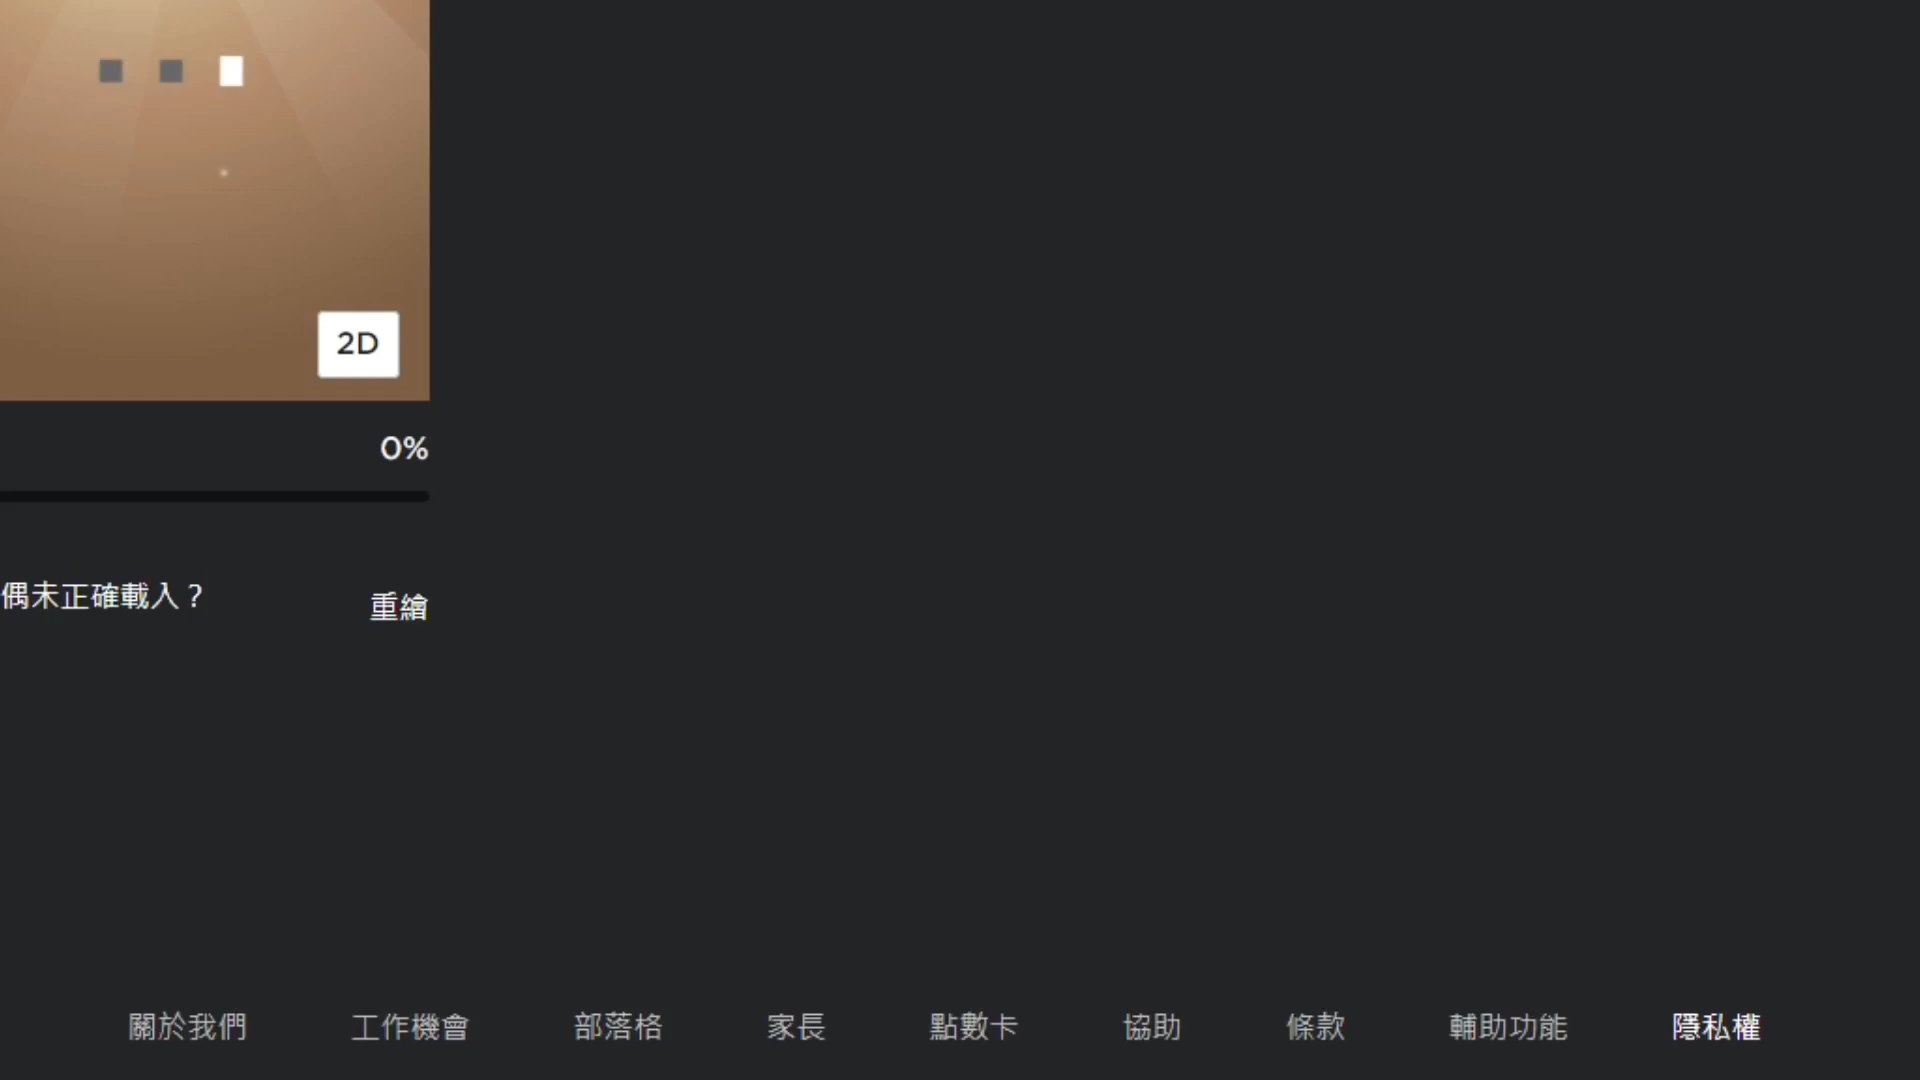 2D
0%
偶未正確載入？
重繪
關於我們 工作機會 部落格 家長 點數卡 協助 條款 輔助功能 隱私權